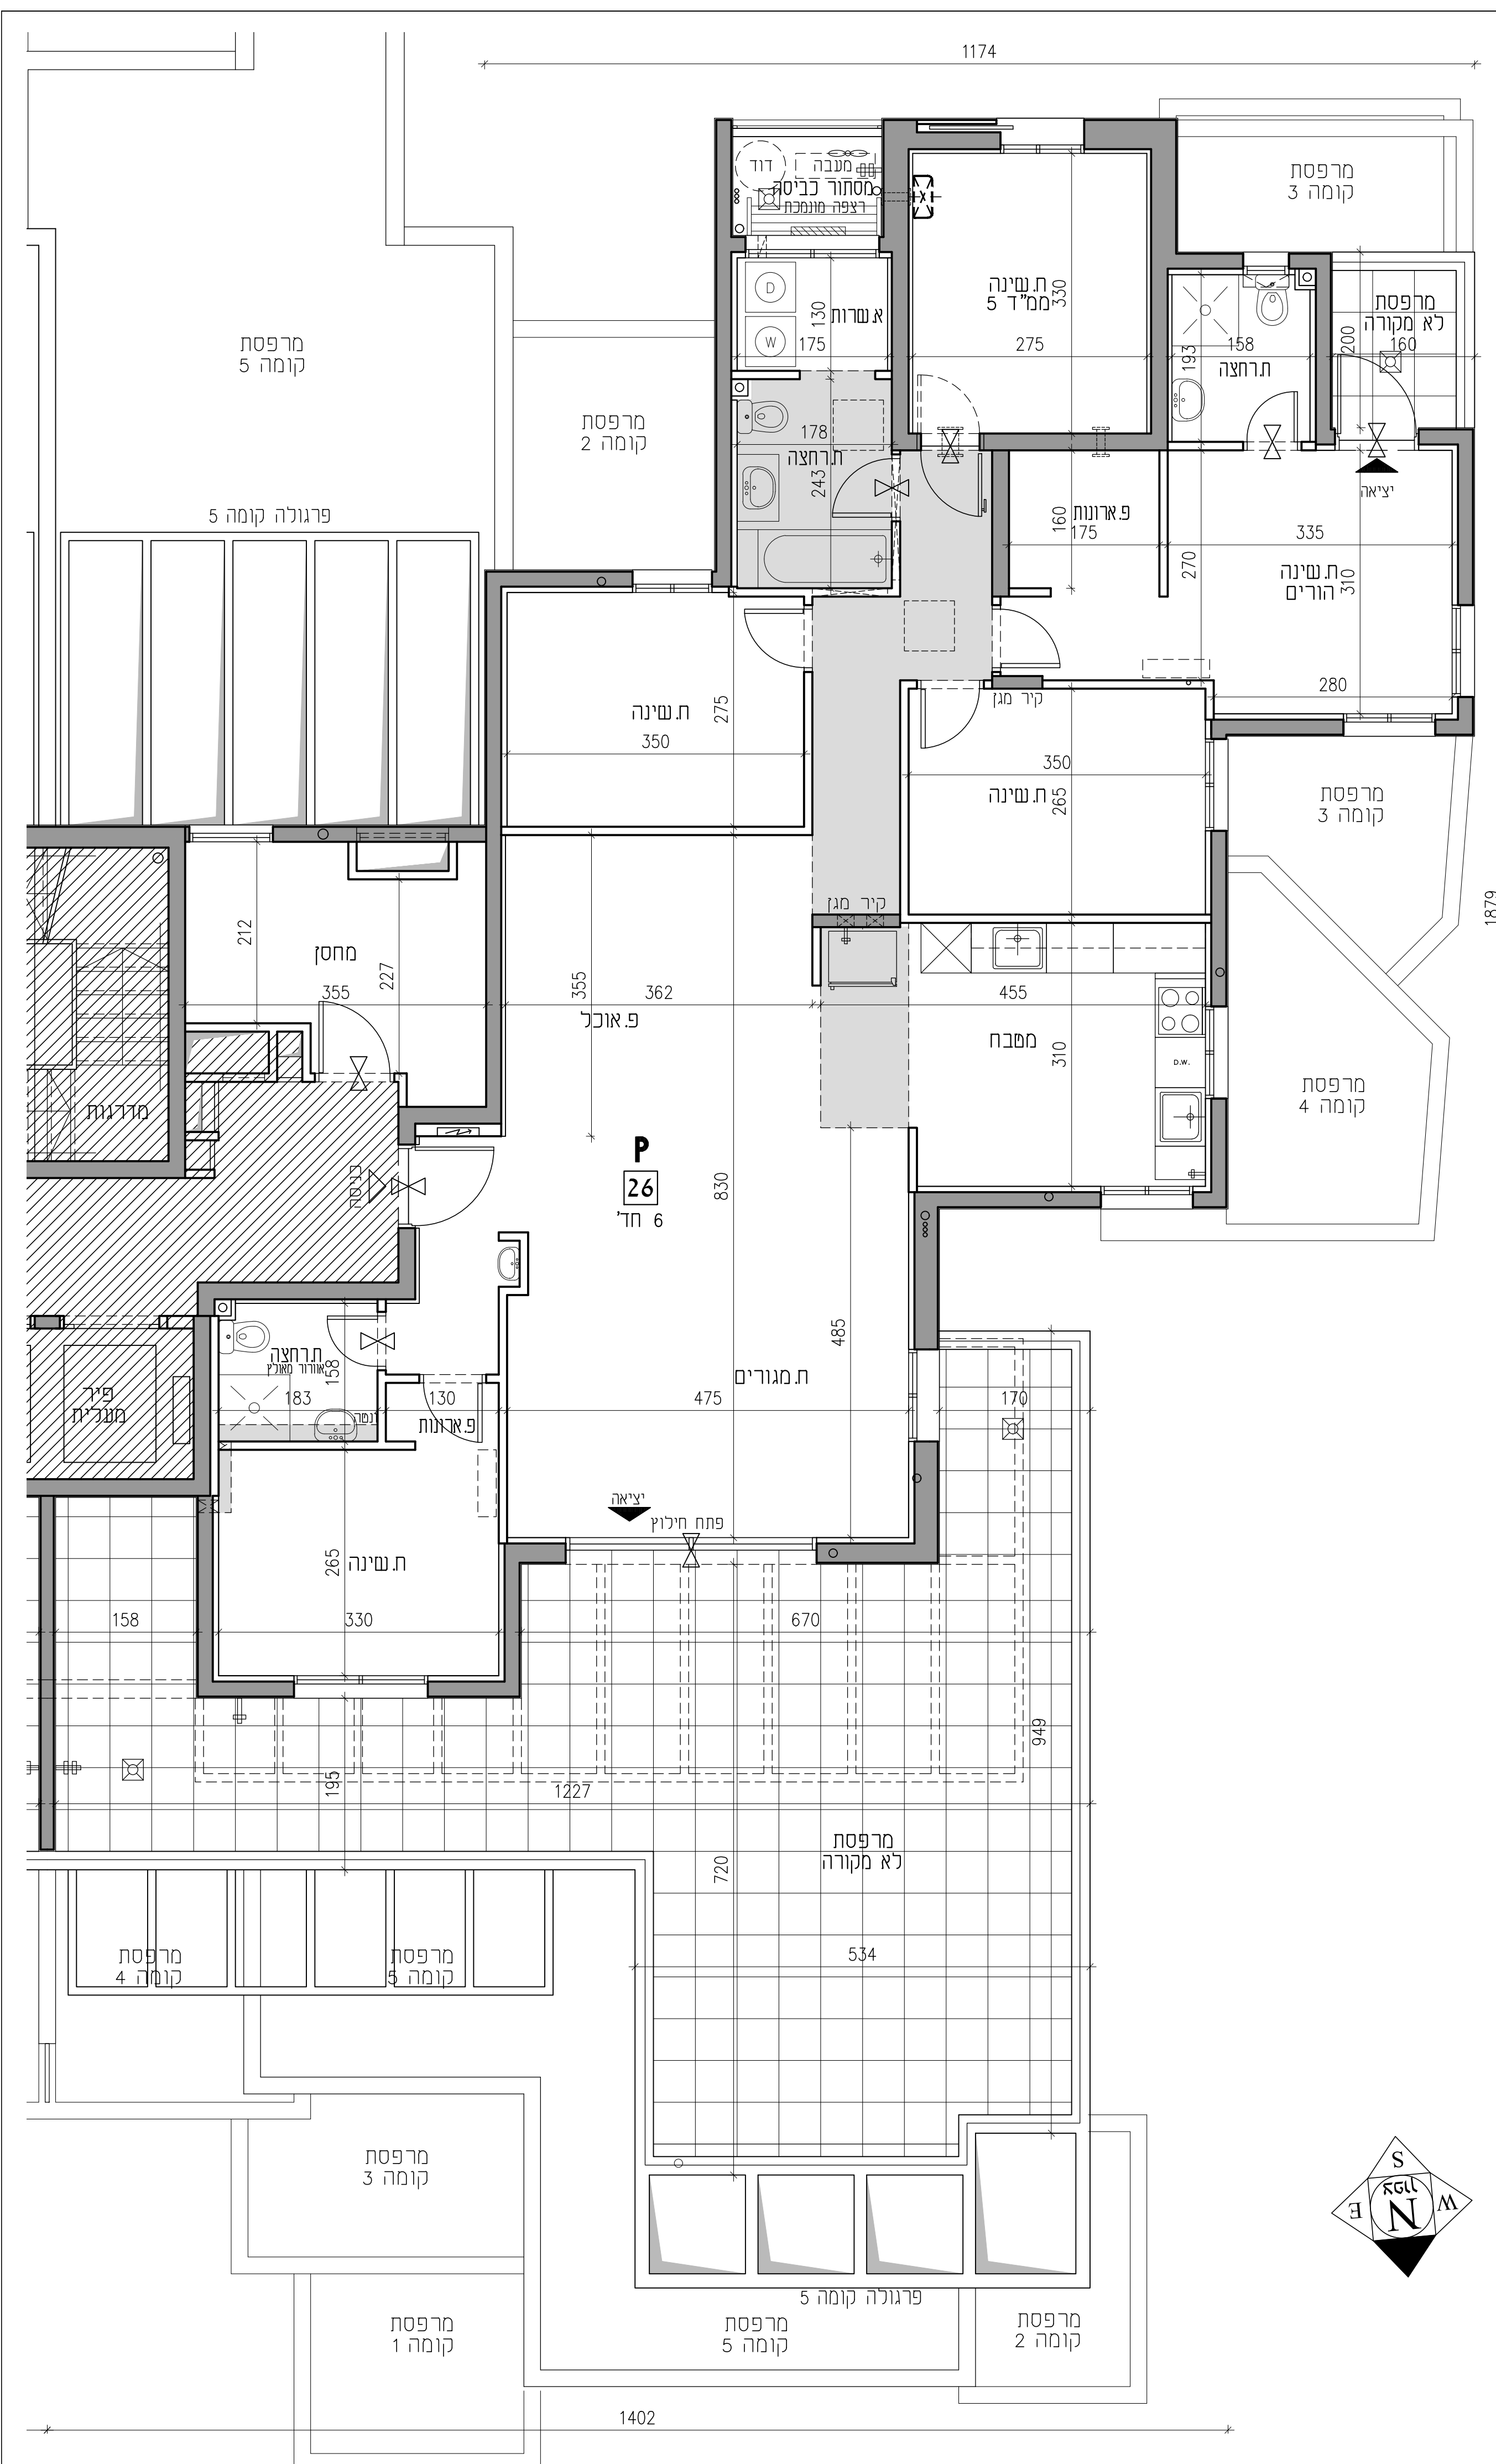 1174
מרפסת
קומה 3
דוד
מעבה
מסתור כביסה
רצפה מונמכת
ח.שינה
ממ"ד 5
330
275
D
W
א.שרות
130
175
מרפסת
לא מקורה
200
160
193
158
ח.רחצה
מרפסת
קומה 5
מרפסת
קומה 2
178
ח.רחצה
243
יציאה
פרגולה קומה 5
פ.ארונות
160
175
335
270
310
ח.שינה
הורים
280
ח.שינה
275
350
קיר מגן
350
ח.שינה
265
מרפסת
קומה 3
1879
קיר מגן
212
מחסן
227
355
355
362
פ.אוכל
455
מטבח
310
D.W.
מרפסת
קומה 4
מדרגות
כניסה
P
26
6 חד'
830
485
ח.רחצה
אוורור מאולץ
158
183
130
פ.ארונות
פיר
מעלית
ח.מגורים
475
170
יציאה
פתח חילוץ
ח.שינה
265
330
158
670
949
195
1227
מרפסת
לא מקורה
720
534
מרפסת
קומה 4
מרפסת
קומה 5
מרפסת
קומה 3
S
E
W
N
צפון
פרגולה קומה 5
מרפסת
קומה 1
מרפסת
קומה 5
מרפסת
קומה 2
1402